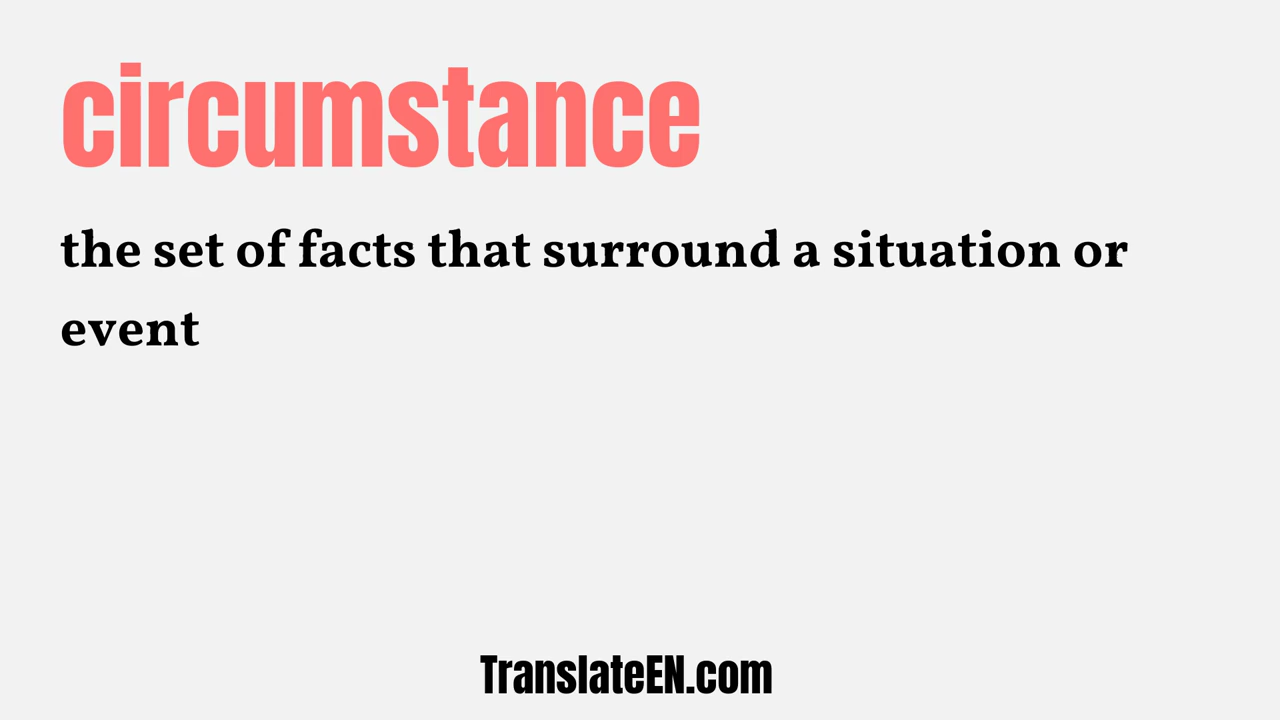 circumstance
the set of facts that surround a situation or
event
TranslateEN.com